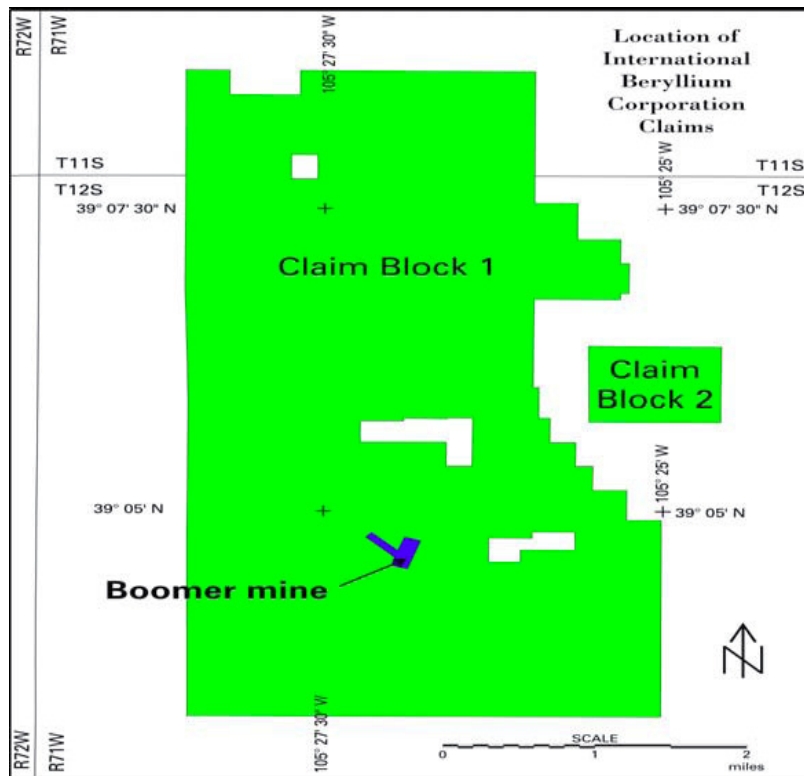 R72W
R71W
105° 27' 30" W
Location of
International
Beryllium
Corporation
Claims
T11S
T12S
39° 07' 30" N
105° 25' W
T11S
T12S
39° 07' 30" N
Claim Block 1
Claim
Block 2
105° 25' W
39° 05' N
39° 05' N
Boomer mine
N
105° 27' 30" W
R72W
R71W
SCALE
0
1
2
miles